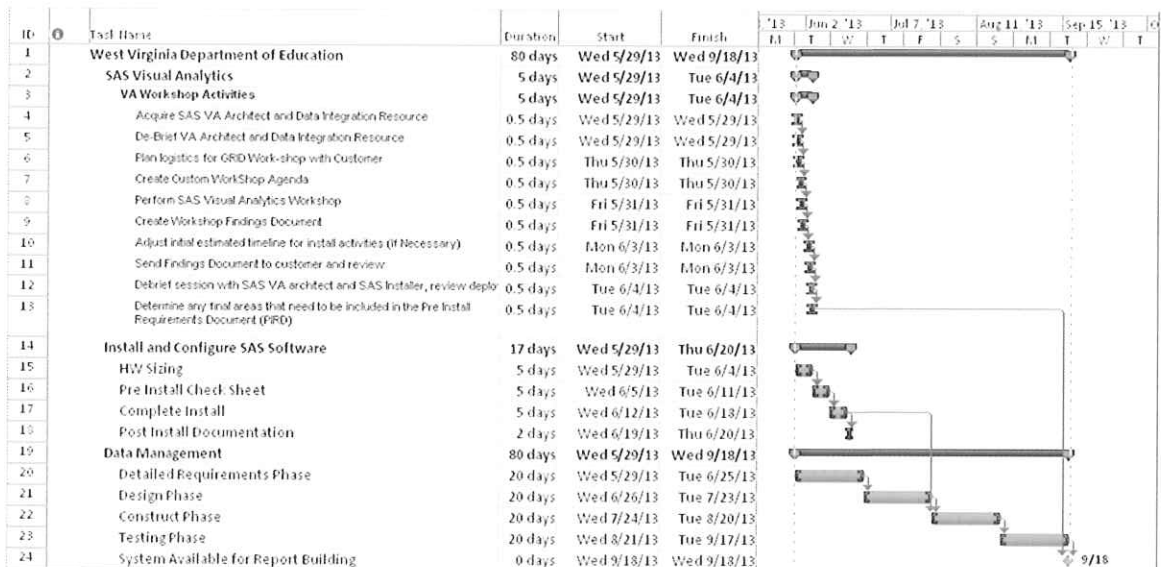 '13 Jun 2 '13 Jul 7 '13 Aug 11 '13 Sep 15 '13 O
ID Task Name Duration Start Finish M T W T F S S M T W T
1 West Virginia Department of Education 80 days Wed 5/29/13 Wed 9/18/13
2 SAS Visual Analytics 5 days Wed 5/29/13 Tue 6/4/13
3 VA Workshop Activities 5 days Wed 5/29/13 Tue 6/4/13
4 Acquire SAS VA Architect and Data Integration Resource 0.5 days Wed 5/29/13 Wed 5/29/13
5 De-Brief VA Architect and Data Integration Resource 0.5 days Wed 5/29/13 Wed 5/29/13
6 Plan logistics for GRID Work-shop with Customer 0.5 days Thu 5/30/13 Thu 5/30/13
7 Create Custom WorkShop Agenda 0.5 days Thu 5/30/13 Thu 5/30/13
8 Perform SAS Visual Analytics Workshop 0.5 days Fri 5/31/13 Fri 5/31/13
9 Create Workshop Findings Document 0.5 days Fri 5/31/13 Fri 5/31/13
10 Adjust initial estimated timeline for install activities (if Necessary) 0.5 days Mon 6/3/13 Mon 6/3/13
11 Send Findings Document to customer and review 0.5 days Mon 6/3/13 Mon 6/3/13
12 Debrief session with SAS VA architect and SAS Installer, review deplo 0.5 days Tue 6/4/13 Tue 6/4/13
13 Determine any final areas that need to be included in the Pre Install 0.5 days Tue 6/4/13 Tue 6/4/13
Requirements Document (PIRD)
14 Install and Configure SAS Software 17 days Wed 5/29/13 Thu 6/20/13
15 HW Sizing 5 days Wed 5/29/13 Tue 6/4/13
16 Pre Install Check Sheet 5 days Wed 6/5/13 Tue 6/11/13
17 Complete Install 5 days Wed 6/12/13 Tue 6/18/13
18 Post Install Documentation 2 days Wed 6/19/13 Thu 6/20/13
19 Data Management 80 days Wed 5/29/13 Wed 9/18/13
20 Detailed Requirements Phase 20 days Wed 5/29/13 Tue 6/25/13
21 Design Phase 20 days Wed 6/26/13 Tue 7/23/13
22 Construct Phase 20 days Wed 7/24/13 Tue 8/20/13
23 Testing Phase 20 days Wed 8/21/13 Tue 9/17/13
24 System Available for Report Building 0 days Wed 9/18/13 Wed 9/18/13 9/18